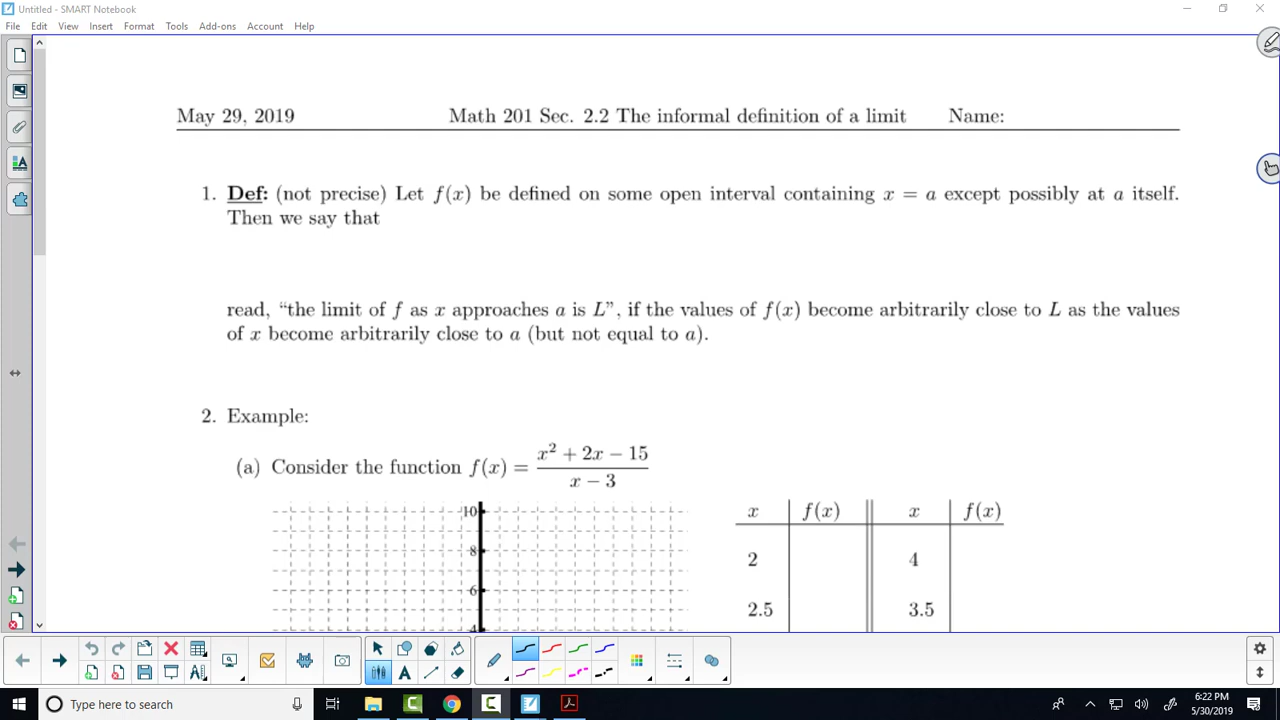 Untitled - SMART Notebook
File Edit View Insert Format Tools Add-ons Account Help
May 29, 2019 Math 201 Sec. 2.2 The informal definition of a limit Name:
1. Def: (not precise) Let f(x) be defined on some open interval containing x = a except possibly at a itself.
Then we say that
read, “the limit of f as x approaches a is L”, if the values of f(x) become arbitrarily close to L as the values
of x become arbitrarily close to a (but not equal to a).
2. Example:
(a) Consider the function f(x) = (x² + 2x − 15)/(x − 3)
x f(x) x f(x)
10
8
6
4
2 4
2.5 3.5
Type here to search
6:22 PM
5/30/2019